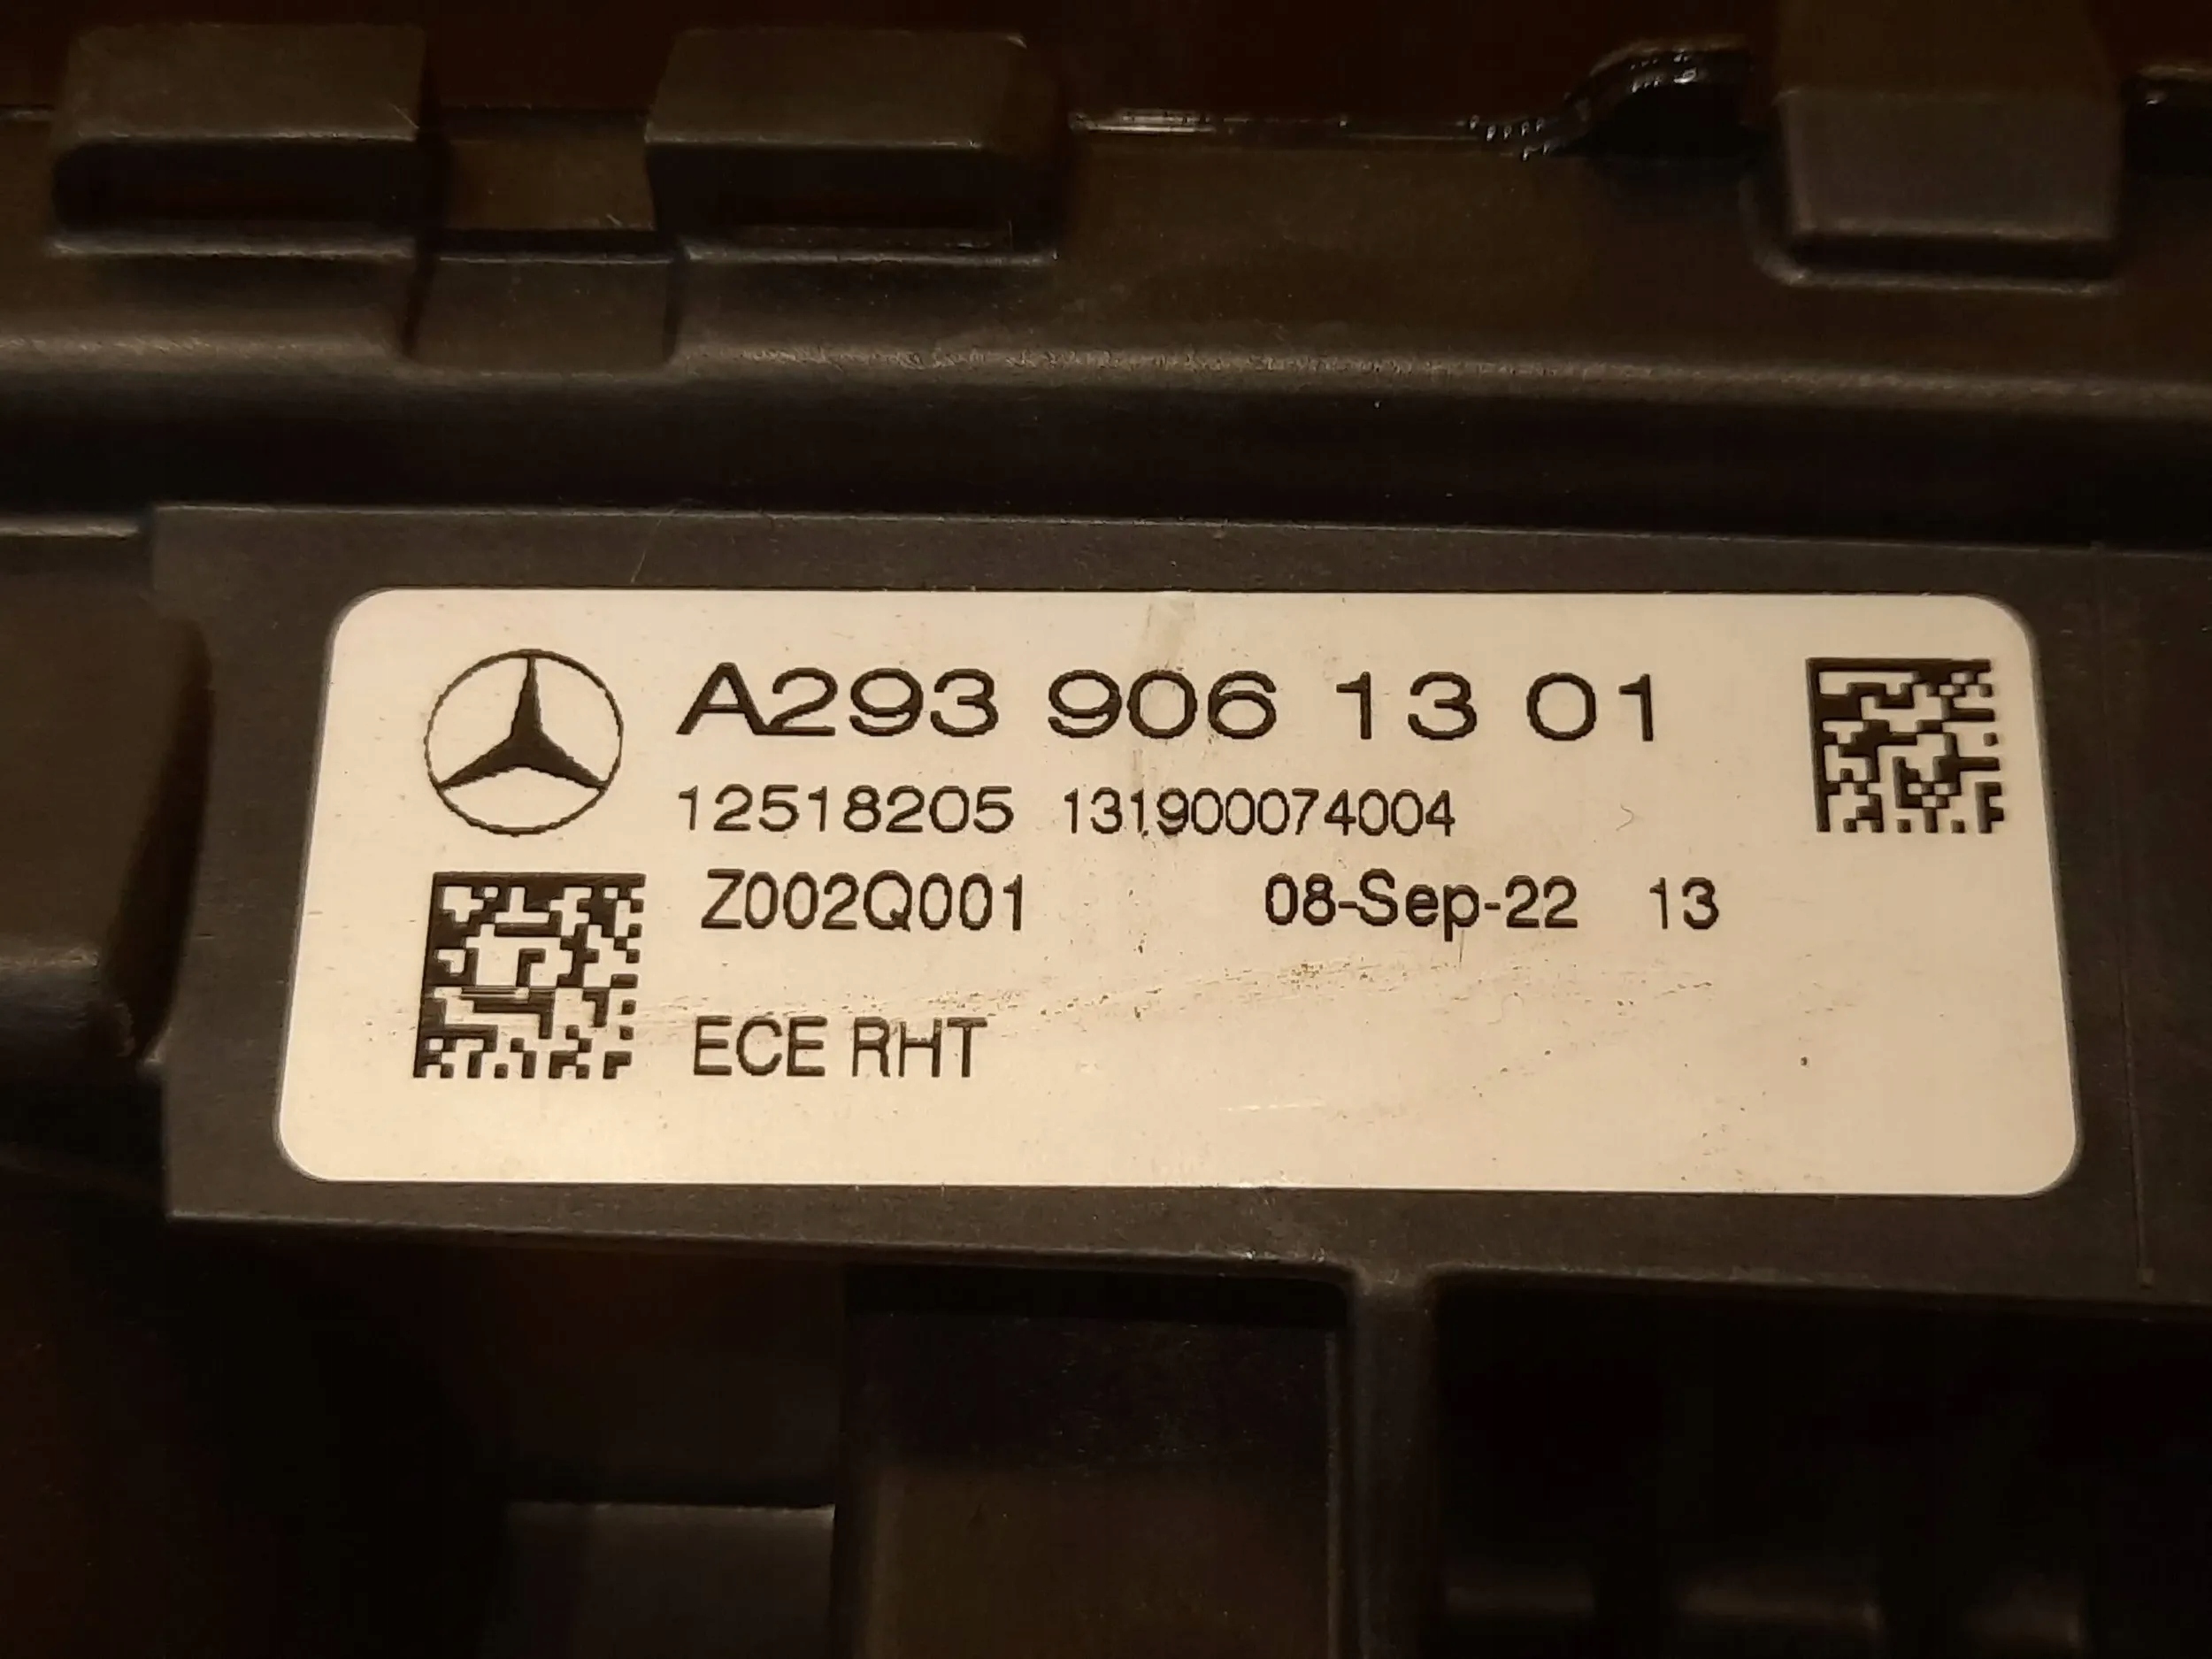 A293 906 13 01
12518205 131900074004
Z002Q001 08-Sep-22 13
ECE RHT